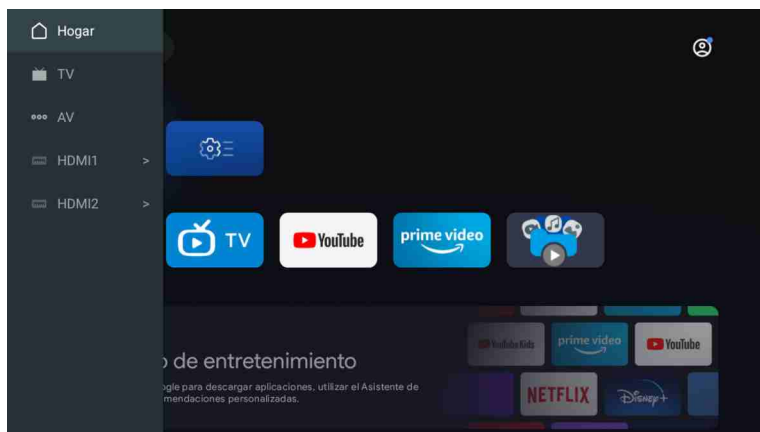 Hogar
TV
AV
HDMI1 >
HDMI2 >
TV
YouTube
prime video
YouTube Kids
prime video
YouTube
de entretenimiento
gle para descargar aplicaciones, utilizar el Asistente de
mendaciones personalizadas.
NETFLIX
Disney+